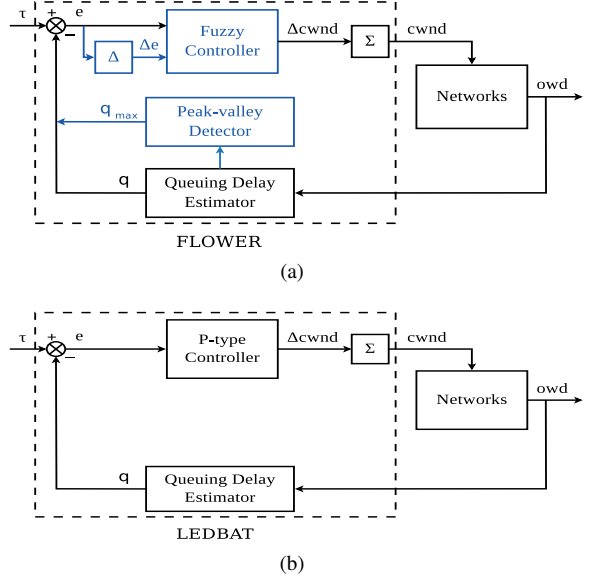 τ + e Δcwnd cwnd
−
Fuzzy
Controller
Σ
Δ Δe
owd
Networks
q max
Peak-valley
Detector
q
Queuing Delay
Estimator
FLOWER
(a)
τ + e Δcwnd cwnd
−
P-type
Controller
Σ
owd
Networks
q
Queuing Delay
Estimator
LEDBAT
(b)